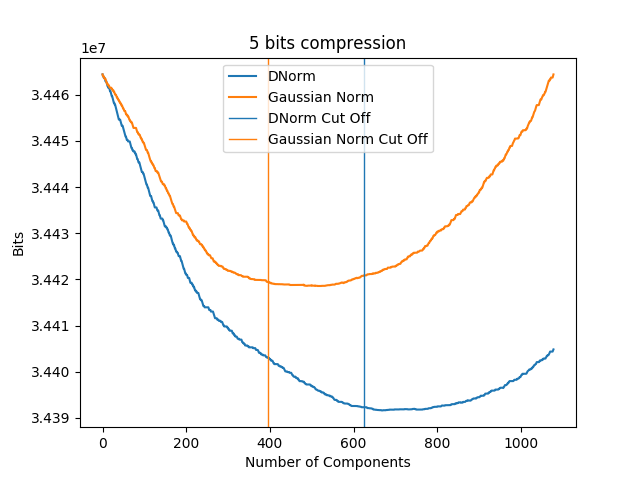 5 bits compression
1e7
DNorm
Gaussian Norm
DNorm Cut Off
Gaussian Norm Cut Off
3.446
3.445
3.444
3.443
3.442
3.441
3.440
3.439
Bits
0 200 400 600 800 1000
Number of Components